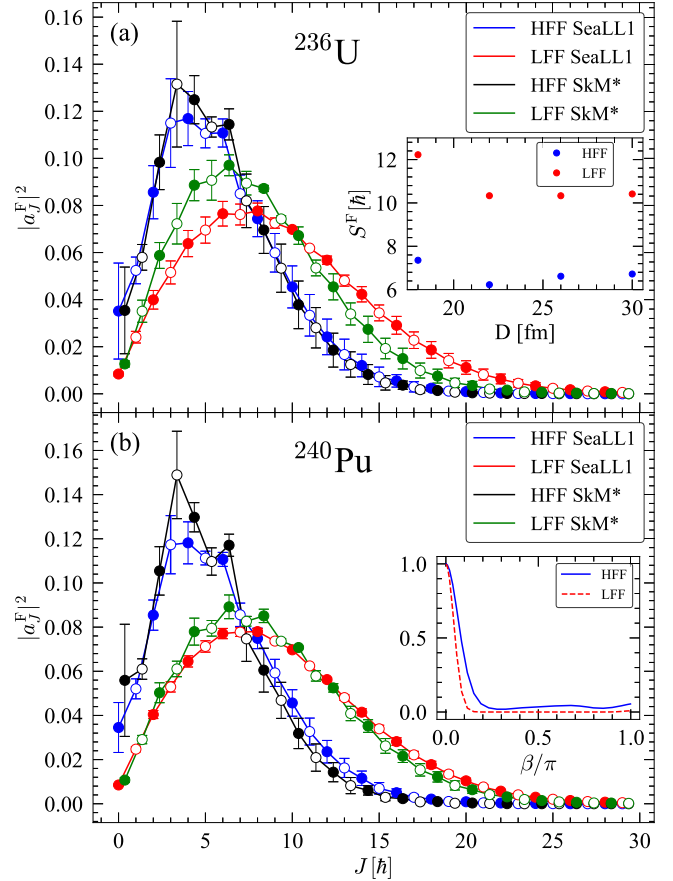 (a)
²³⁶U
HFF SeaLL1
LFF SeaLL1
HFF SkM*
LFF SkM*
|a_J^F|²
0.16
0.14
0.12
0.10
0.08
0.06
0.04
0.02
0.00
HFF
LFF
S^F[ℏ]
12
10
8
6
20
25
30
D [fm]
(b)
²⁴⁰Pu
HFF SeaLL1
LFF SeaLL1
HFF SkM*
LFF SkM*
|a_J^F|²
0.16
0.14
0.12
0.10
0.08
0.06
0.04
0.02
0.00
HFF
LFF
1.0
0.5
0.0
0.0 0.5 1.0
β/π
0 5 10 15 20 25 30
J[ℏ]